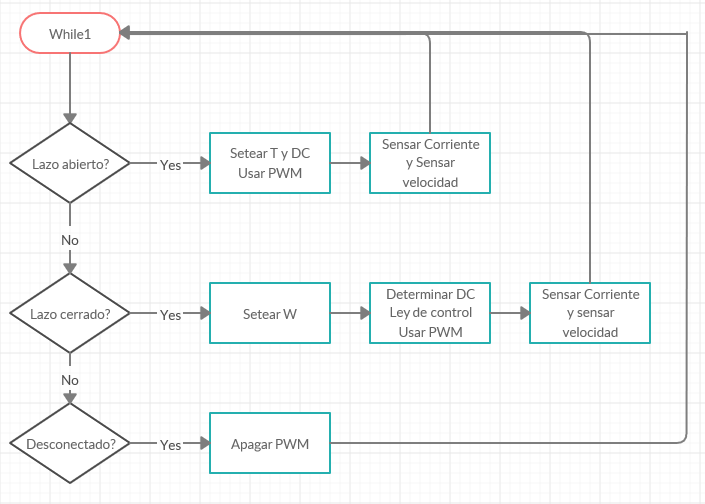 While1
Lazo abierto?
Yes
Setear T y DC
Usar PWM
Sensar Corriente
y Sensar
velocidad
No
Lazo cerrado?
Yes
Setear W
Determinar DC
Ley de control
Usar PWM
Sensar Corriente
y sensar
velocidad
No
Desconectado?
Yes
Apagar PWM